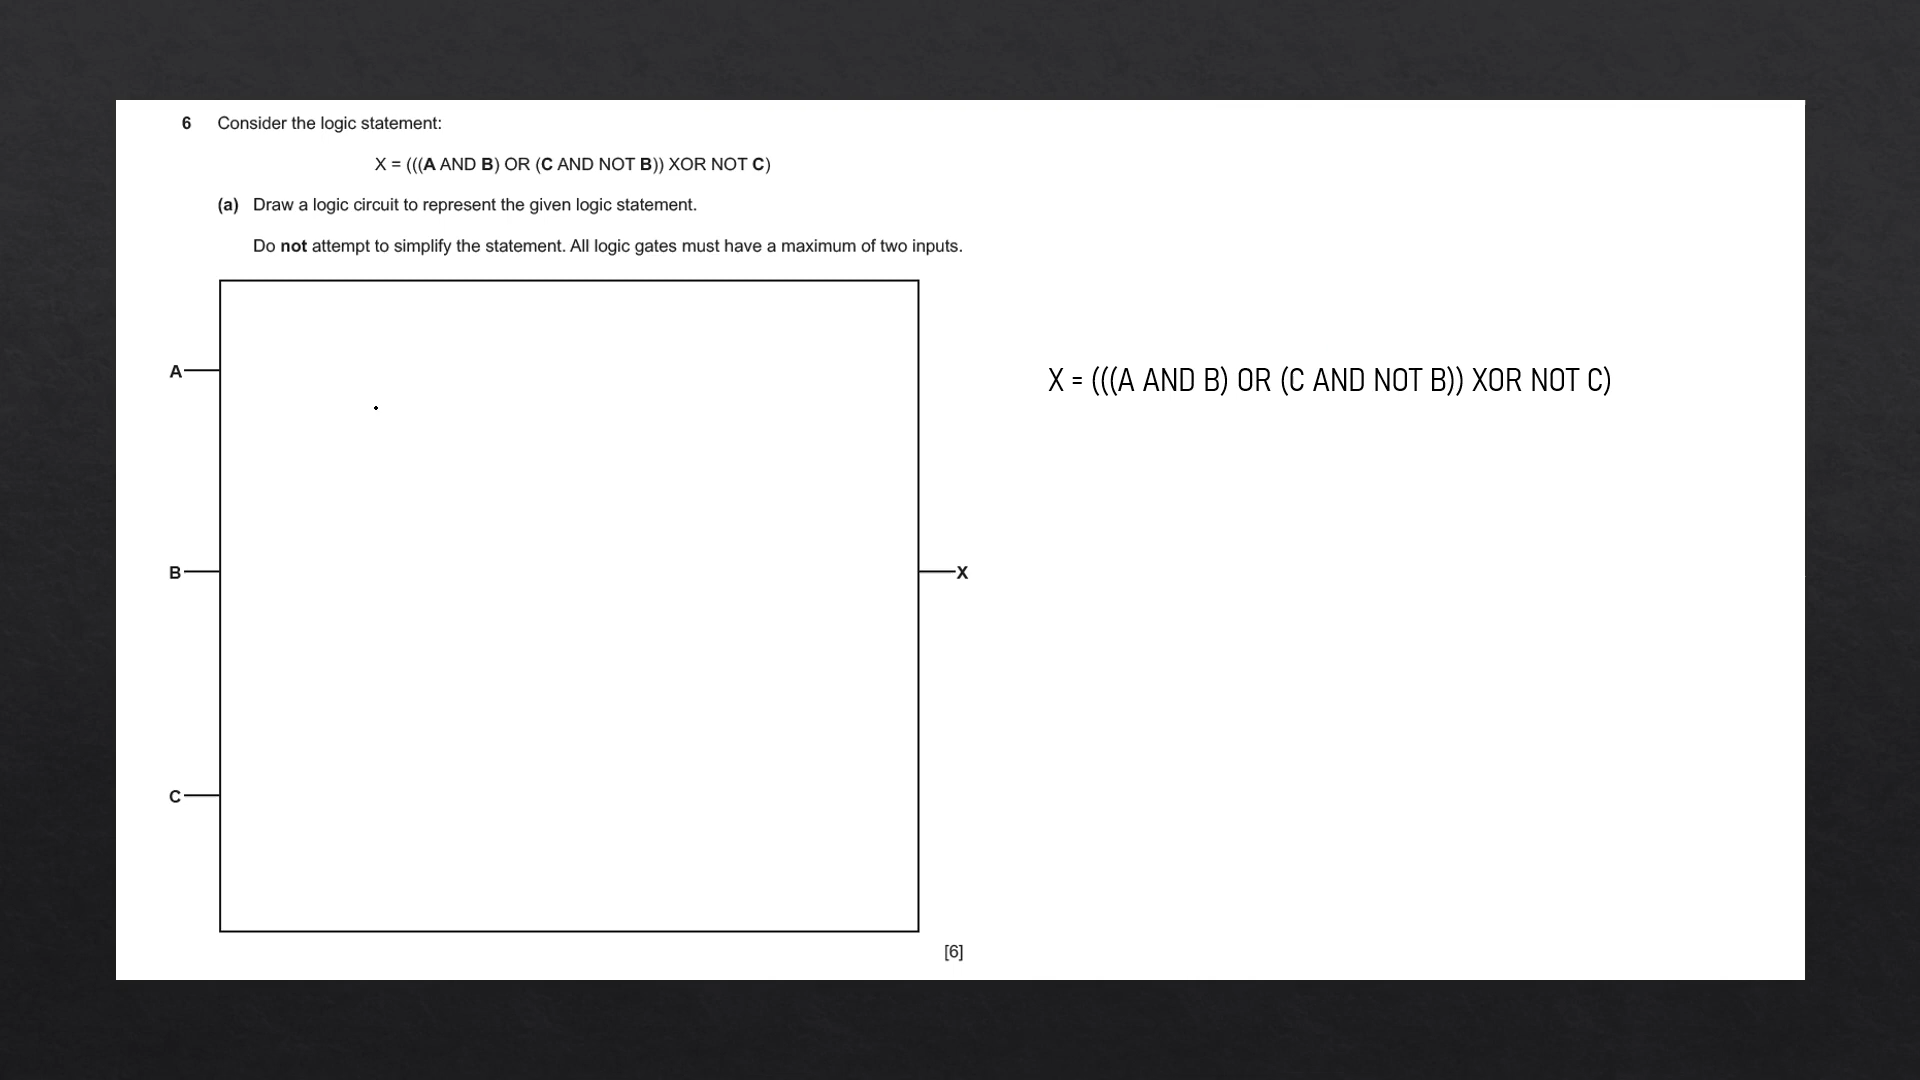 6 Consider the logic statement:
X = (((A AND B) OR (C AND NOT B)) XOR NOT C)
(a) Draw a logic circuit to represent the given logic statement.
Do not attempt to simplify the statement. All logic gates must have a maximum of two inputs.
A
X = (((A AND B) OR (C AND NOT B)) XOR NOT C)
B
X
C
[6]